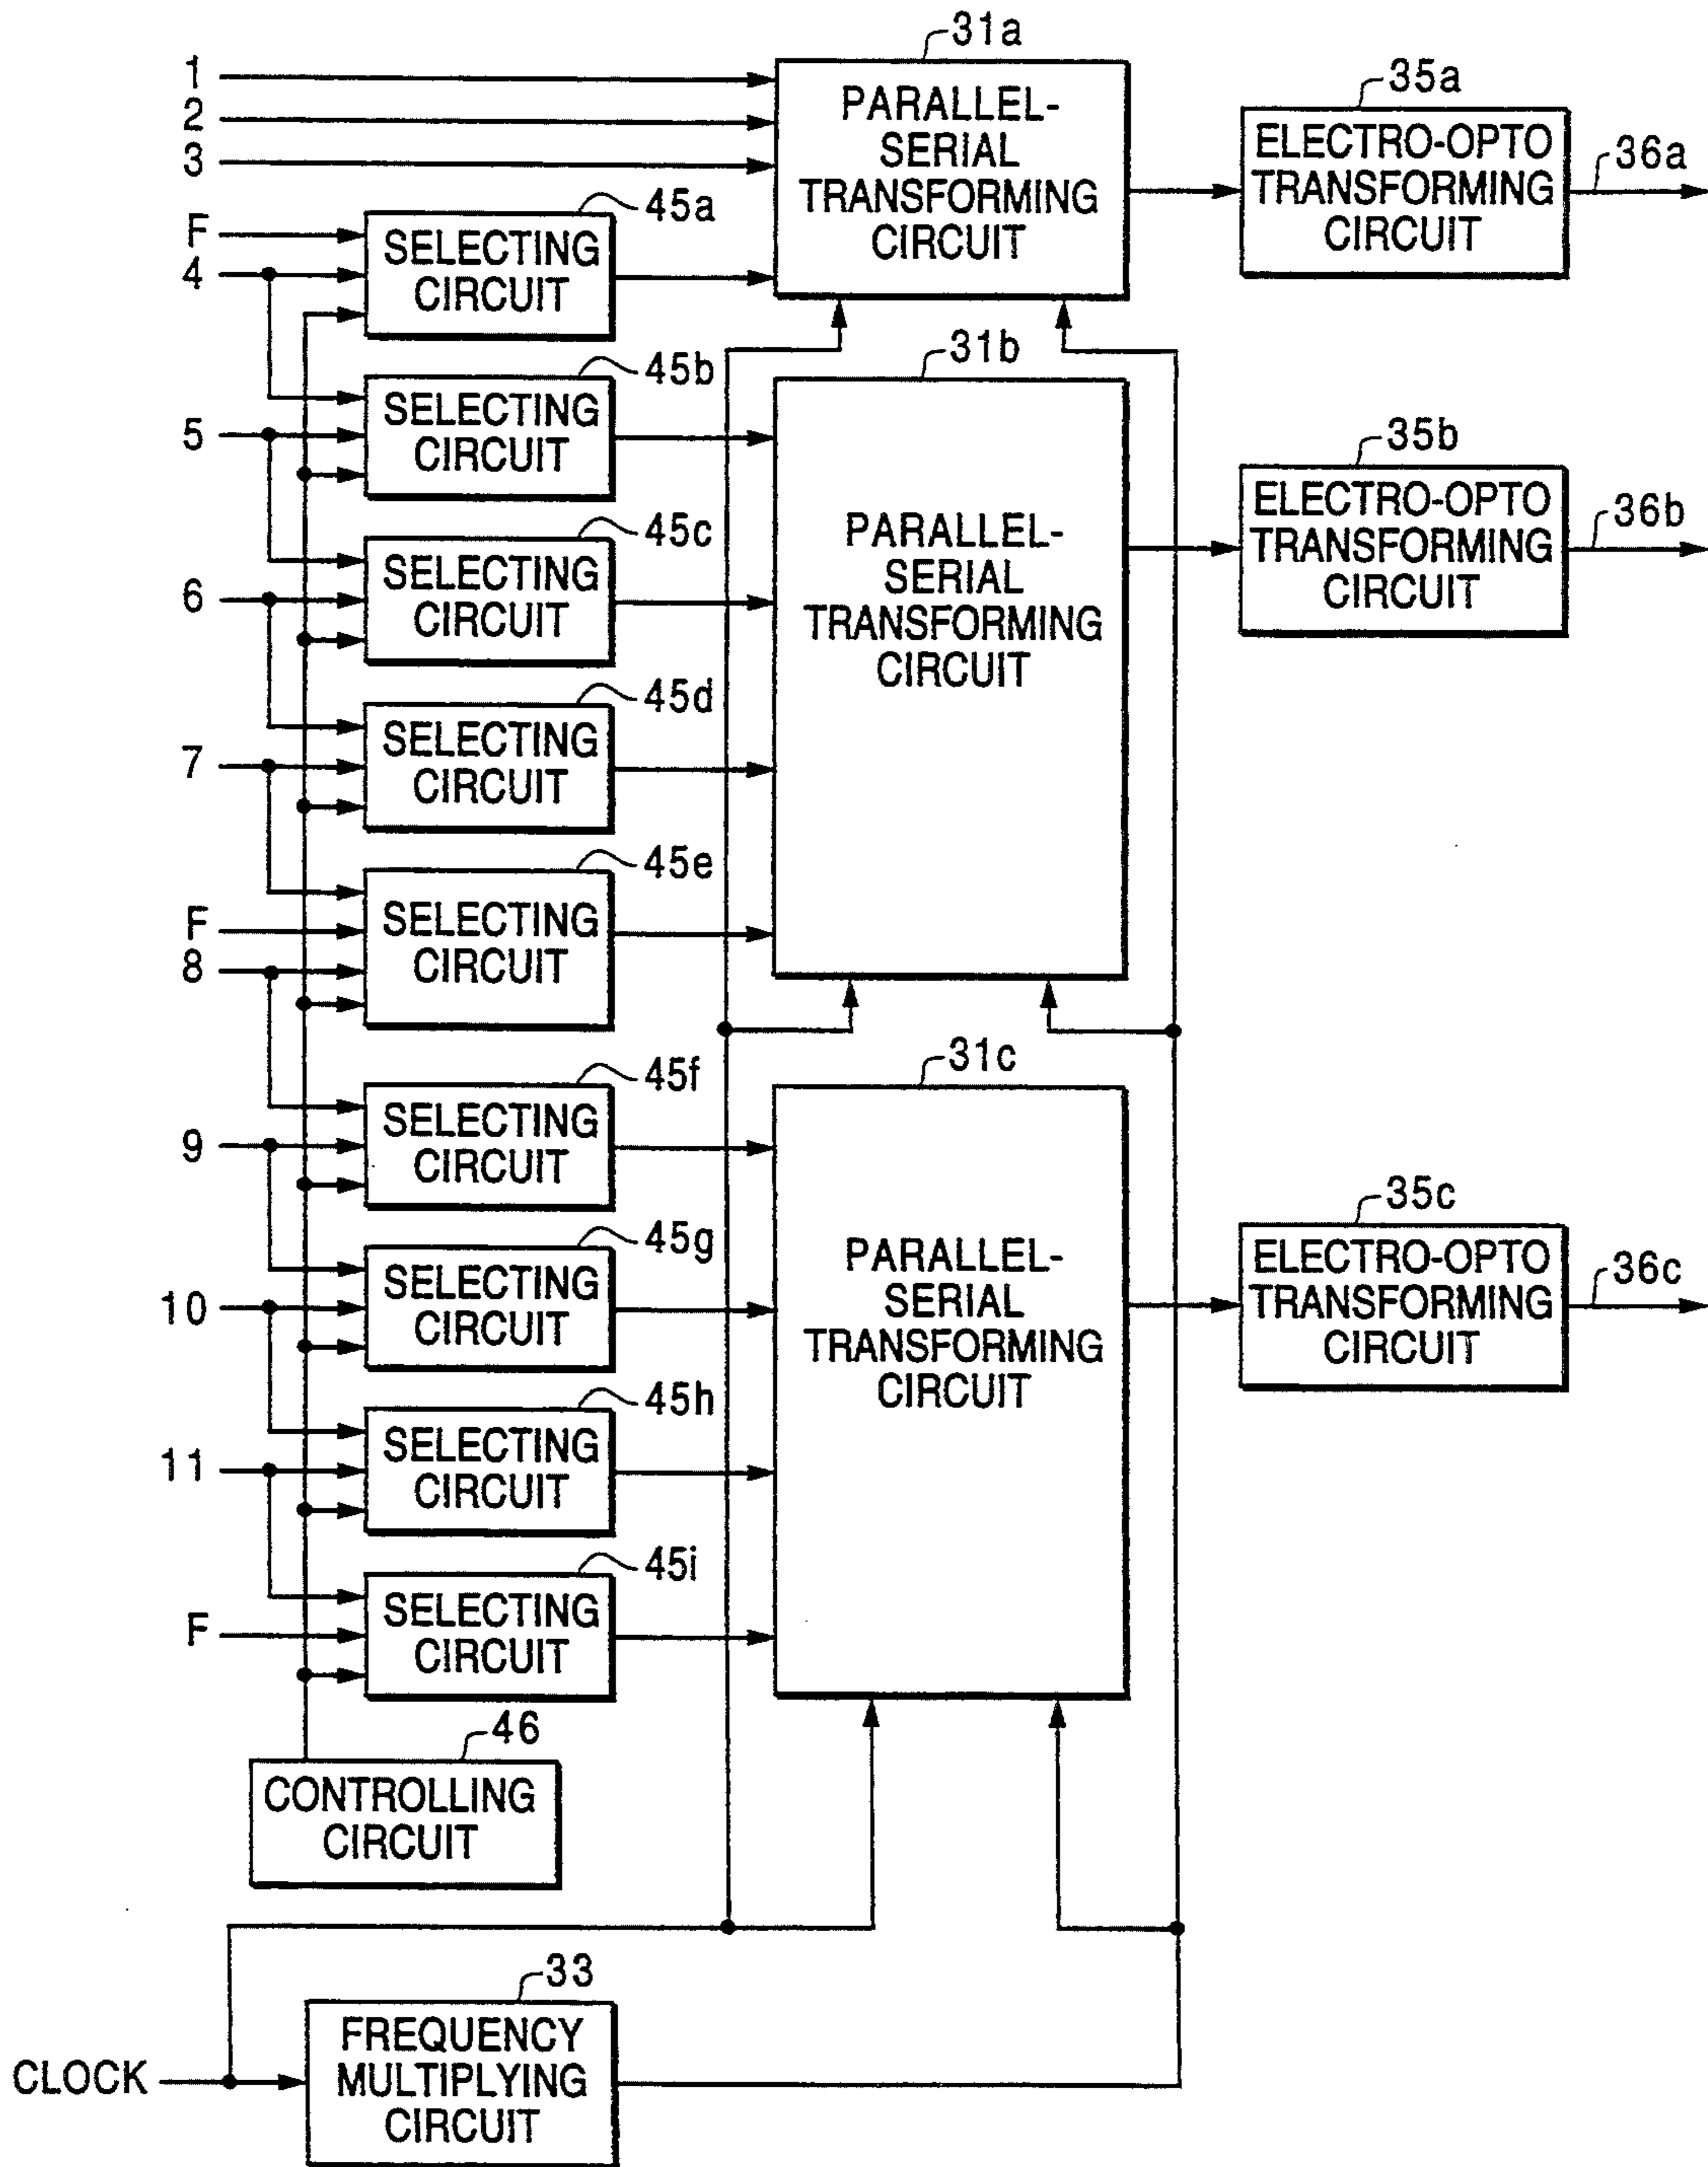 31a
1
2
3
PARALLEL-
SERIAL
TRANSFORMING
CIRCUIT
35a
ELECTRO-OPTO
TRANSFORMING
CIRCUIT
36a
45a
F
4
SELECTING
CIRCUIT
31b
45b
5
SELECTING
CIRCUIT
35b
ELECTRO-OPTO
TRANSFORMING
CIRCUIT
36b
45c
6
SELECTING
CIRCUIT
PARALLEL-
SERIAL
TRANSFORMING
CIRCUIT
45d
7
SELECTING
CIRCUIT
45e
F
8
SELECTING
CIRCUIT
31c
45f
9
SELECTING
CIRCUIT
35c
ELECTRO-OPTO
TRANSFORMING
CIRCUIT
36c
45g
10
SELECTING
CIRCUIT
PARALLEL-
SERIAL
TRANSFORMING
CIRCUIT
45h
11
SELECTING
CIRCUIT
45i
F
SELECTING
CIRCUIT
46
CONTROLLING
CIRCUIT
33
CLOCK
FREQUENCY
MULTIPLYING
CIRCUIT